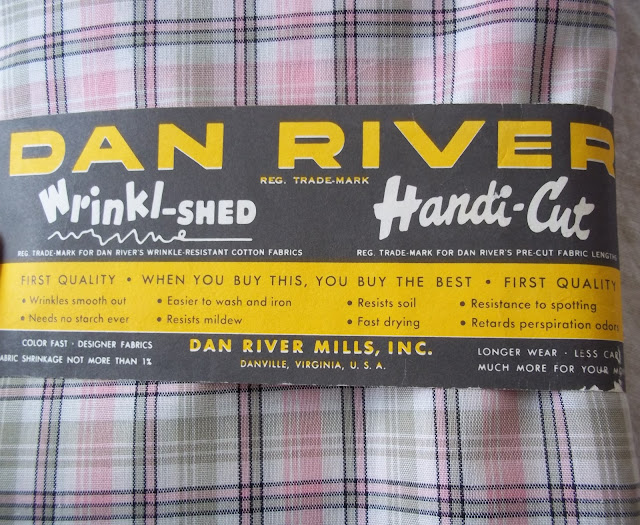 DAN RIVER
REG. TRADE-MARK
Wrinkl-SHED Handi-Cut
REG. TRADE-MARK FOR DAN RIVER'S WRINKLE-RESISTANT COTTON FABRICS REG. TRADE-MARK FOR DAN RIVER'S PRE-CUT FABRIC LENGTHS
FIRST QUALITY • WHEN YOU BUY THIS, YOU BUY THE BEST • FIRST QUALITY
• Wrinkles smooth out • Easier to wash and iron • Resists soil • Resistance to spotting
• Needs no starch ever • Resists mildew • Fast drying • Retards perspiration odors
COLOR FAST · DESIGNER FABRICS DAN RIVER MILLS, INC. LONGER WEAR · LESS CARE
FABRIC SHRINKAGE NOT MORE THAN 1% DANVILLE, VIRGINIA, U. S. A. MUCH MORE FOR YOUR